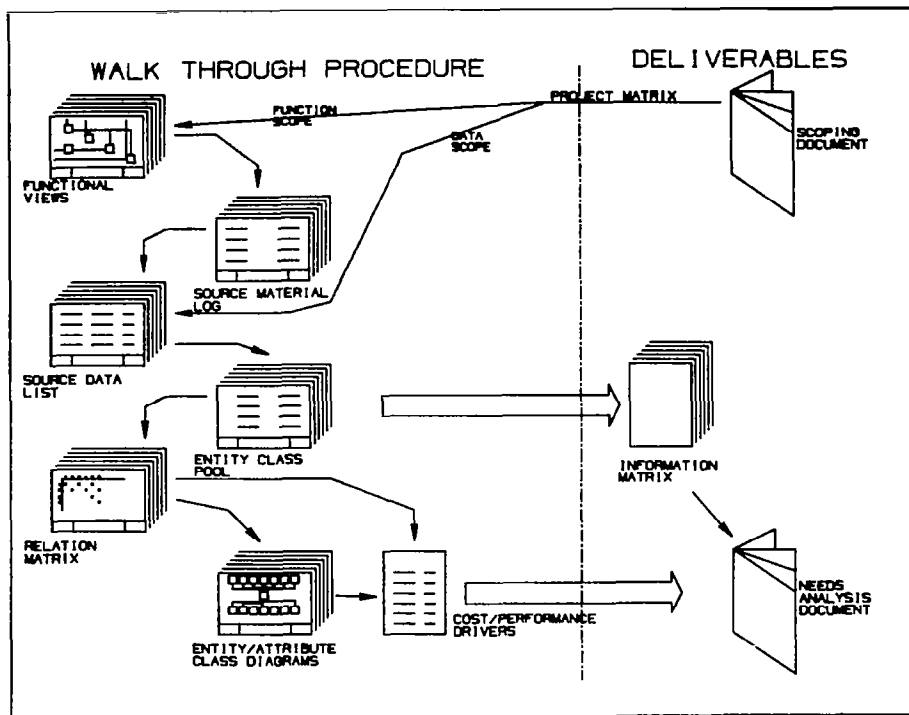 WALK THROUGH PROCEDURE
DELIVERABLES
PROJECT MATRIX
FUNCTION
SCOPE
DATA
SCOPE
SCOPING
DOCUMENT
FUNCTIONAL
VIEWS
SOURCE MATERIAL
LOG
SOURCE DATA
LIST
ENTITY CLASS
POOL
INFORMATION
MATRIX
RELATION
MATRIX
ENTITY/ATTRIBUTE
CLASS DIAGRAMS
COST/PERFORMANCE
DRIVERS
NEEDS
ANALYSIS
DOCUMENT